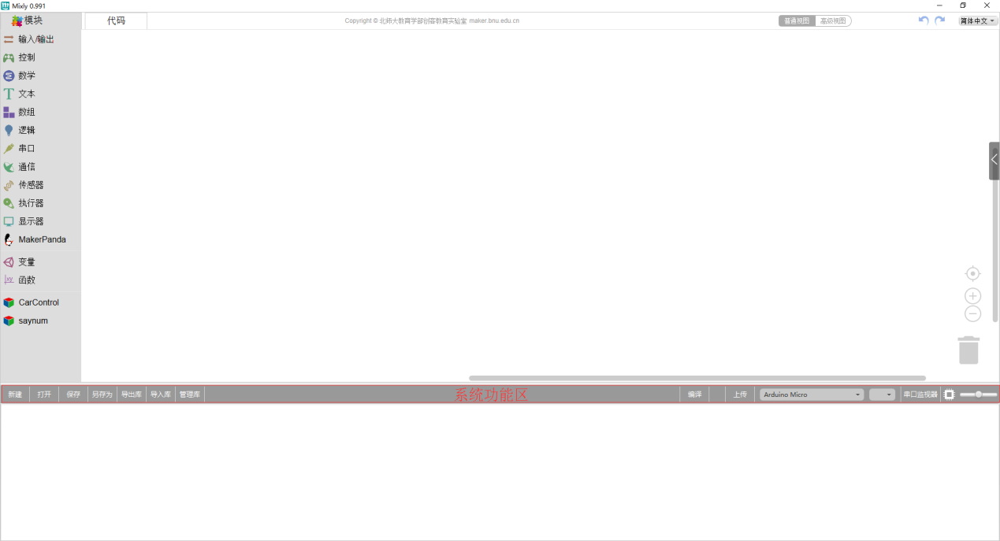 Mixly 0.991
模块
代码
Copyright © 北师大教育学部创客教育实验室 maker.bnu.edu.cn
普通视图 高级视图
简体中文
输入/输出
控制
数学
文本
数组
逻辑
串口
通信
传感器
执行器
显示器
MakerPanda
变量
xy 函数
CarControl
saynum
新建 打开 保存 另存为 导出库 导入库 管理库 系统功能区 编译 上传 Arduino Micro 串口监视器